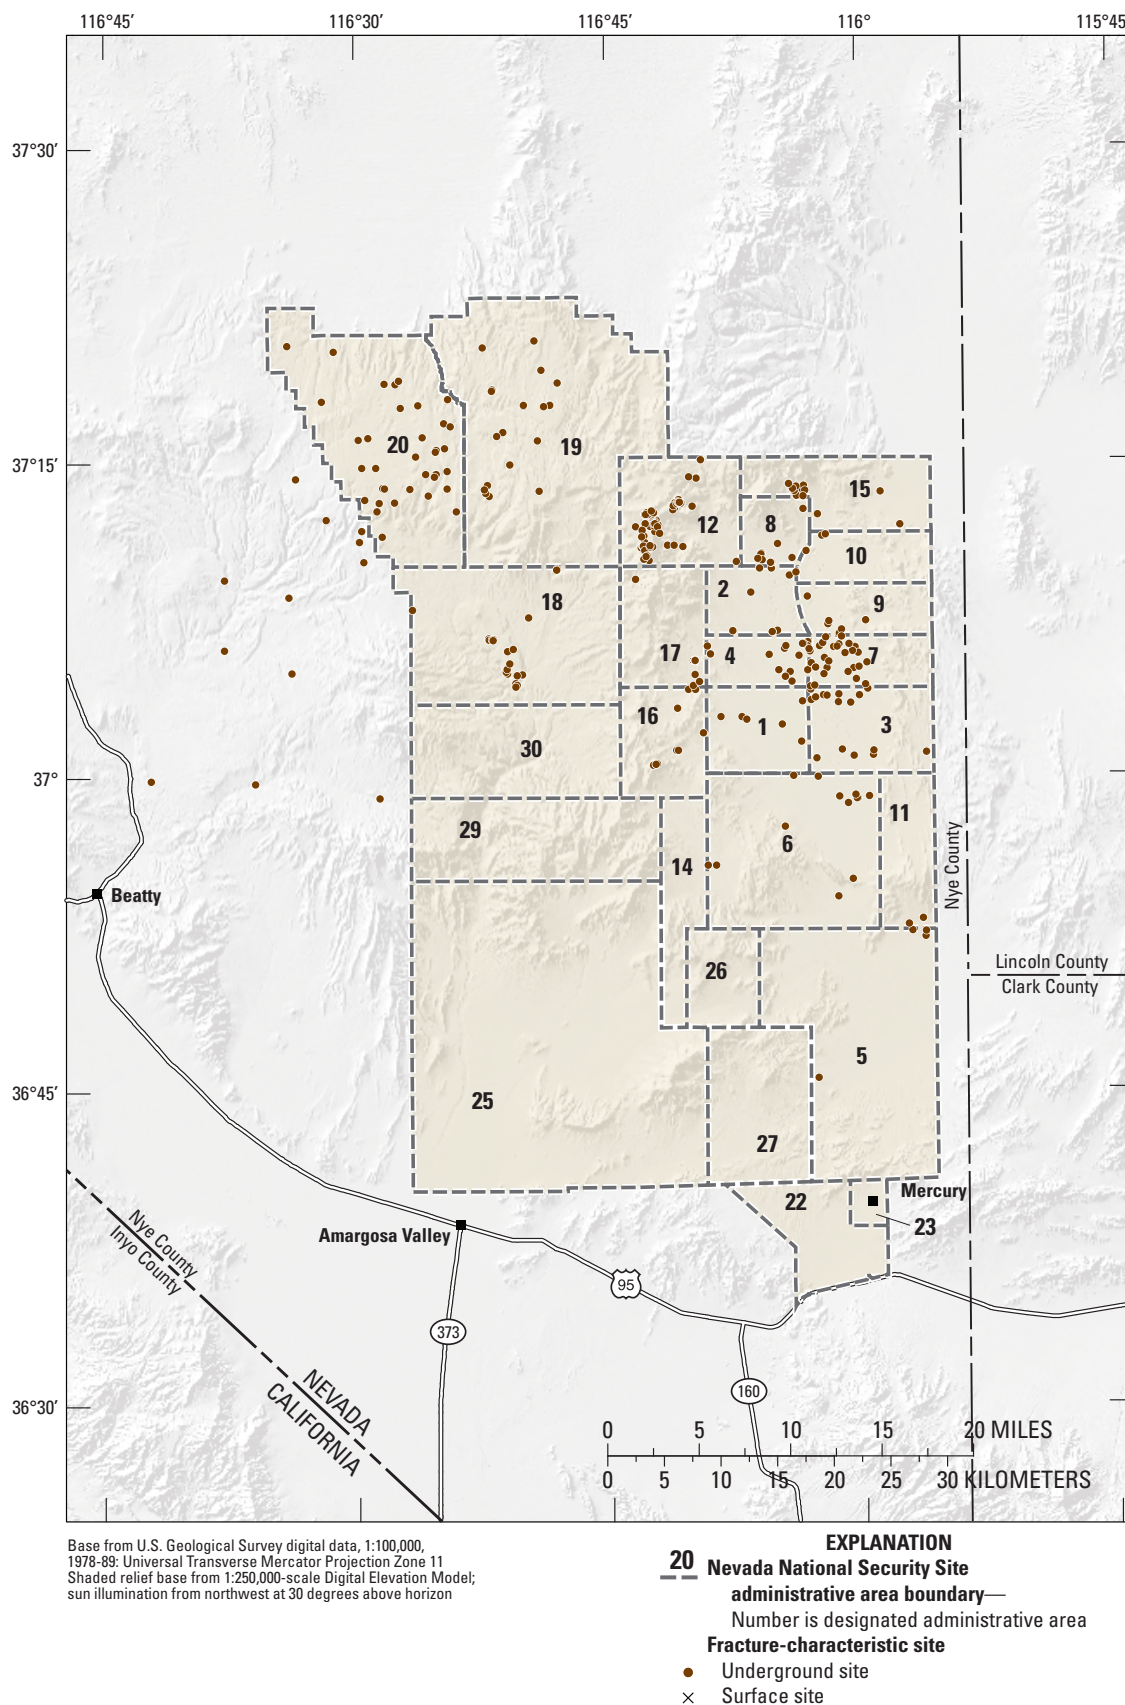 116°45’ 116°30’ 116°45’ 116° 115°45’
37°30’
20
19
37°15’
15
12
8
10
18
2
9
17
4
7
16
1
3
30
37°
29
11
6
14
Nye County
Beatty
26
Lincoln County
Clark County
5
36°45’
25
27
22
Mercury
23
Amargosa Valley
Nye County
Inyo County
95
373
160
NEVADA
CALIFORNIA
36°30’
0 5 10 15 20 MILES
0 5 10 15 20 25 30 KILOMETERS
Base from U.S. Geological Survey digital data, 1:100,000,
1978-89: Universal Transverse Mercator Projection Zone 11
Shaded relief base from 1:250,000-scale Digital Elevation Model;
sun illumination from northwest at 30 degrees above horizon
EXPLANATION
20 Nevada National Security Site
administrative area boundary—
Number is designated administrative area
Fracture-characteristic site
Underground site
Surface site